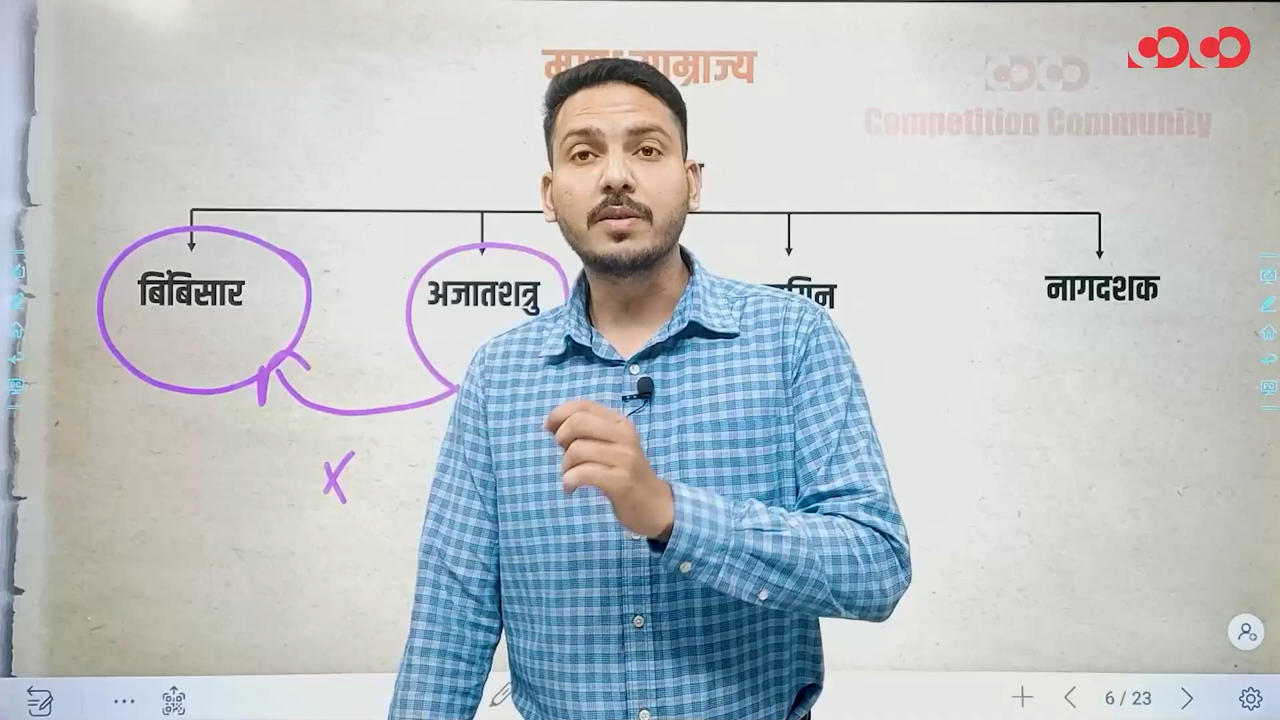 साम्राज्य
Competition Community
बिंबिसार
अजातशत्रु
नागदशक
x
6 / 23